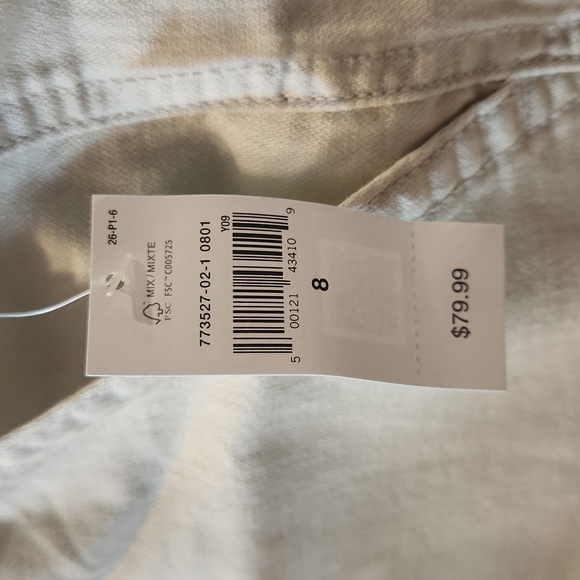 26-P1-6
MIX / MIXTE
FSC FSC™ C005725
773527-02-1 0801
Y09
5 00121 43410 9
8
$79.99